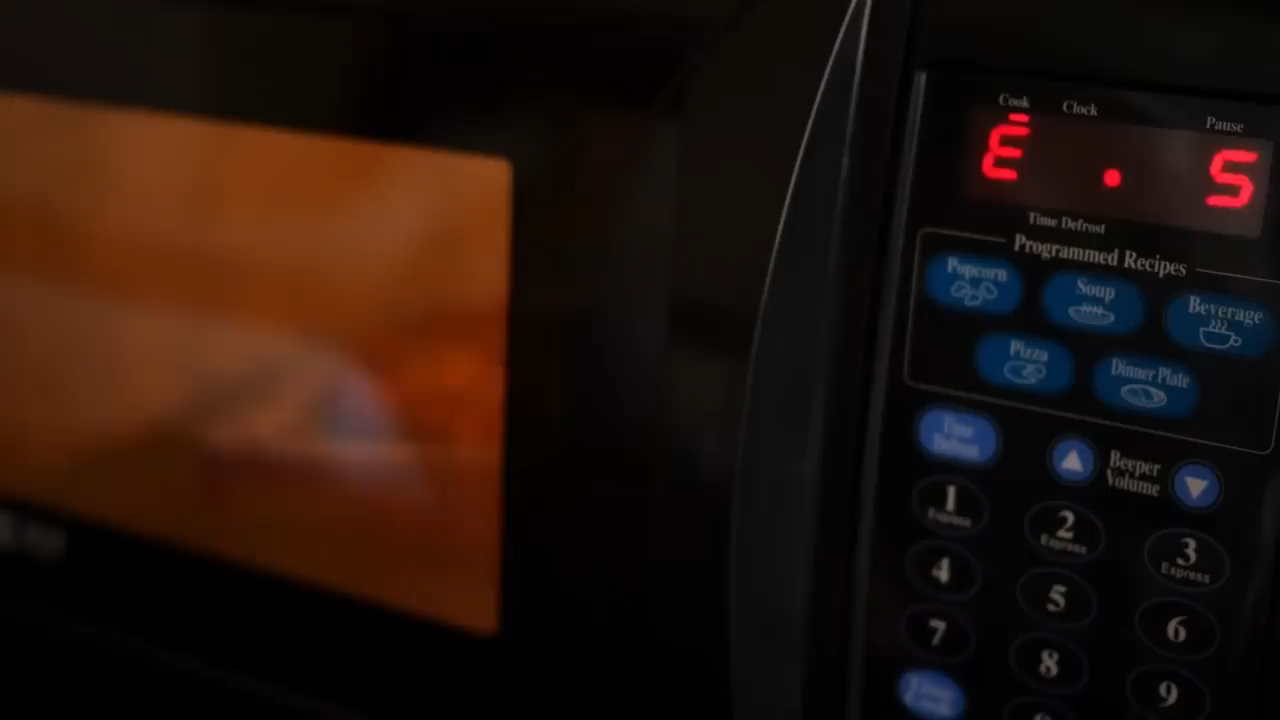 Cook Clock Pause
E . 5
Time Defrost
Programmed Recipes
Popcorn Soup Beverage
Pizza Dinner Plate
Beeper
Volume
1 Express 2 Express 3 Express
4 5 6
7 8 9